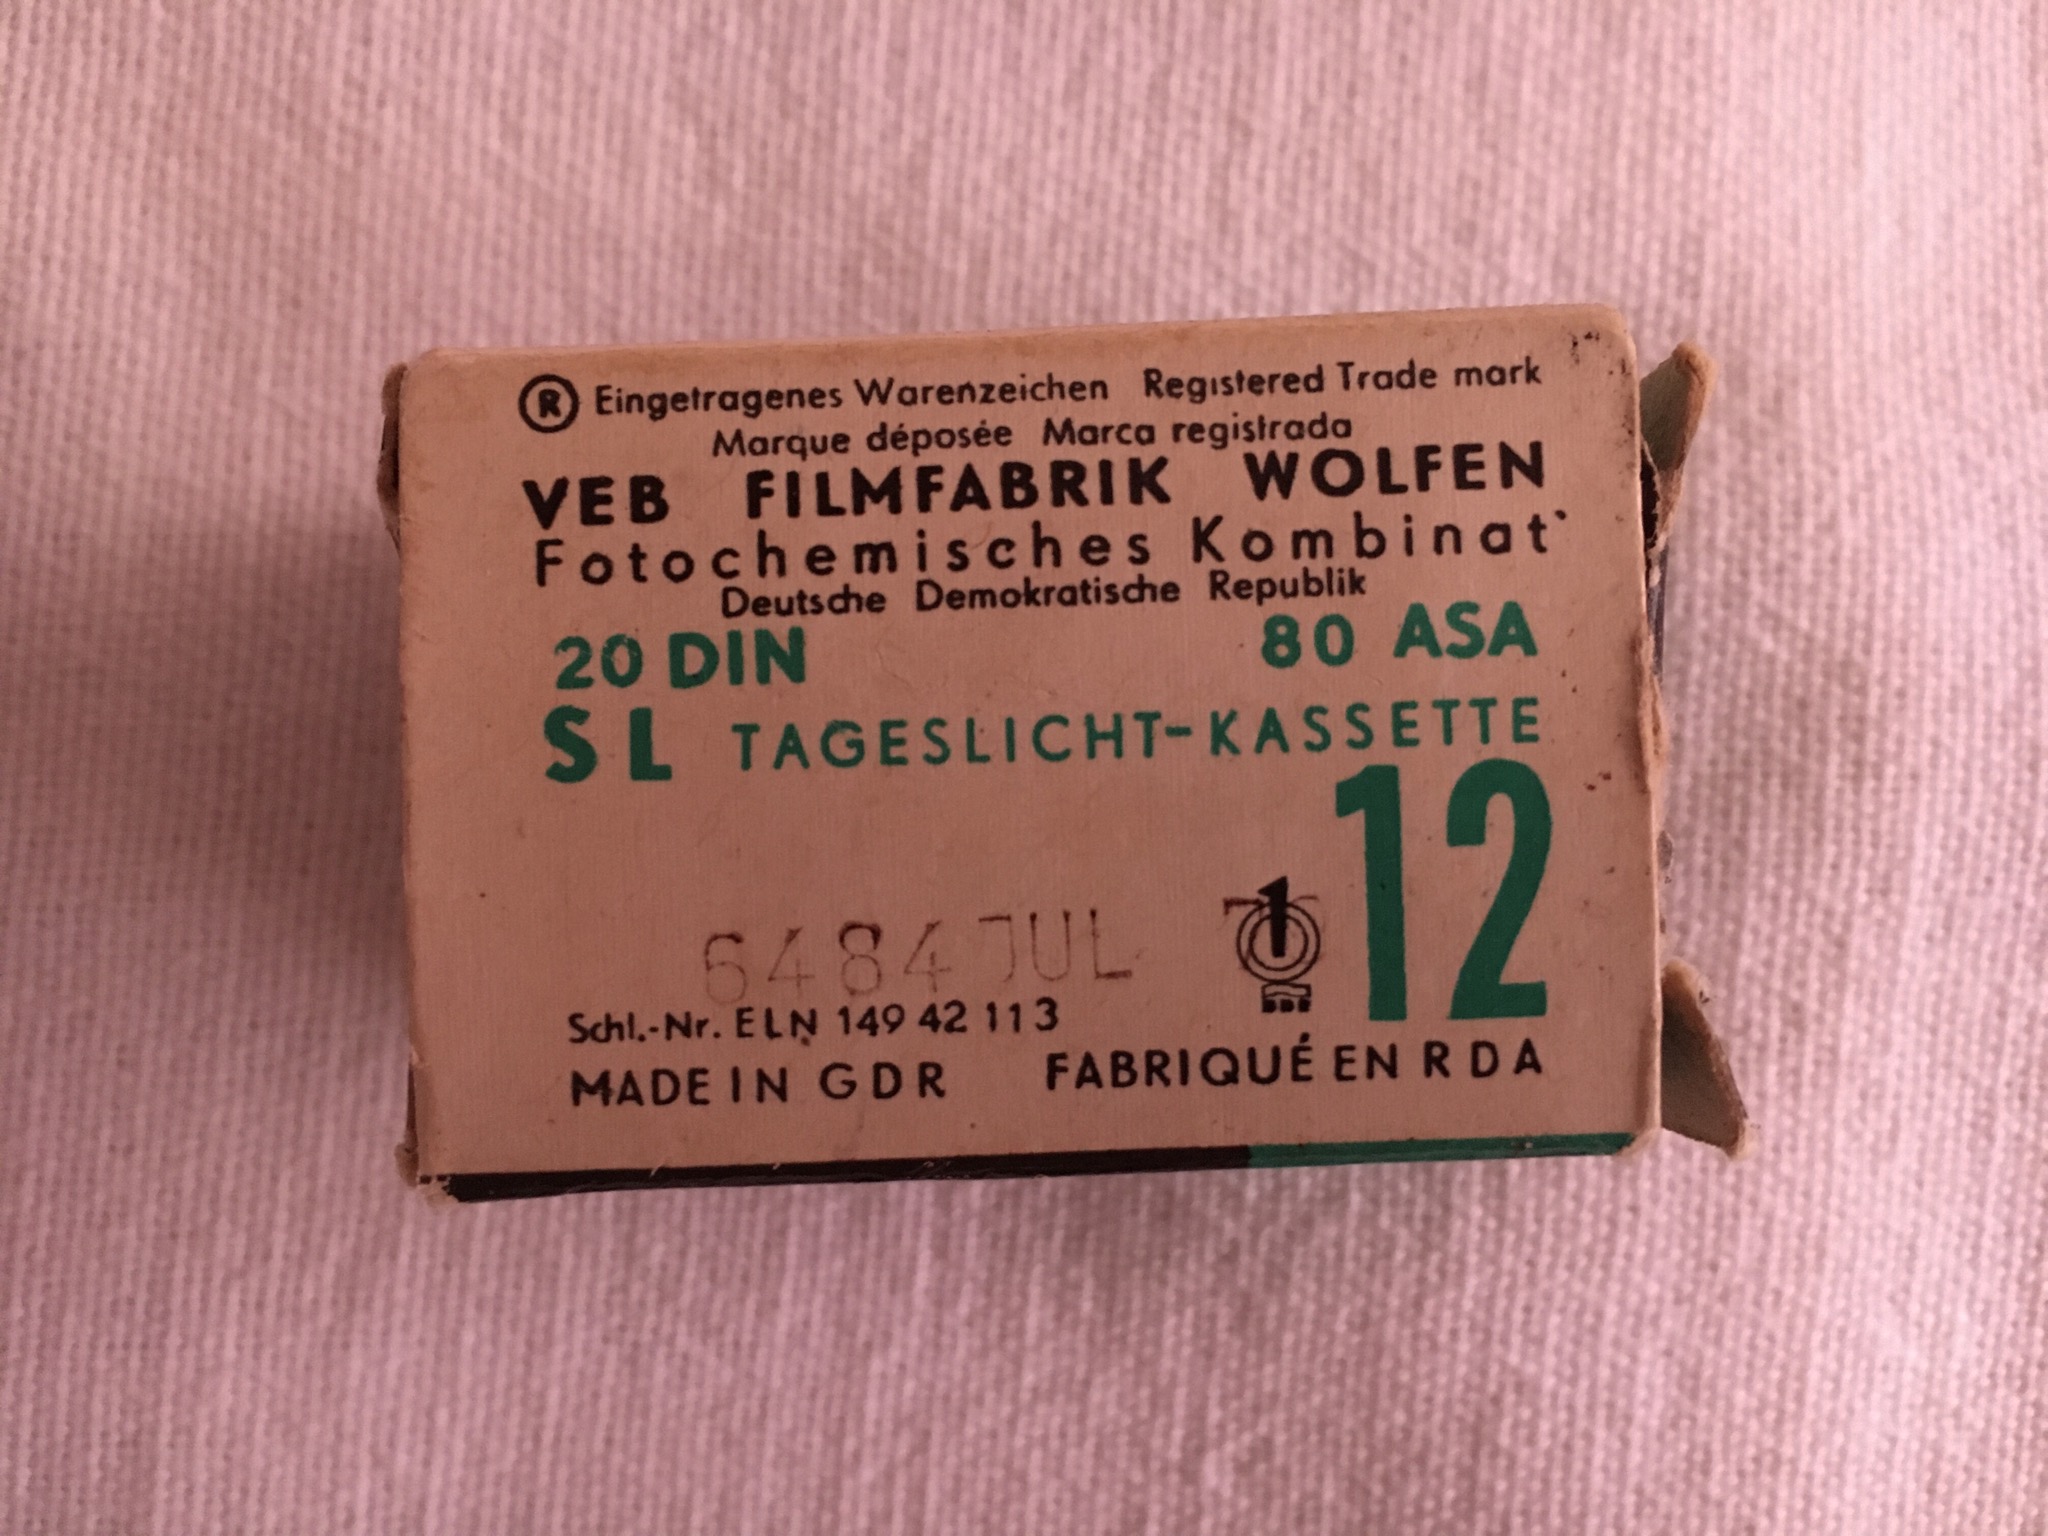 ® Eingetragenes Warenzeichen Registered Trade mark
Marque déposée Marca registrada
VEB FILMFABRIK WOLFEN
Fotochemisches Kombinat
Deutsche Demokratische Republik
20 DIN 80 ASA
SL TAGESLICHT-KASSETTE
12
6484 JUL
1
Schl.-Nr. ELN 149 42 113
MADE IN GDR FABRIQUÉ EN RDA